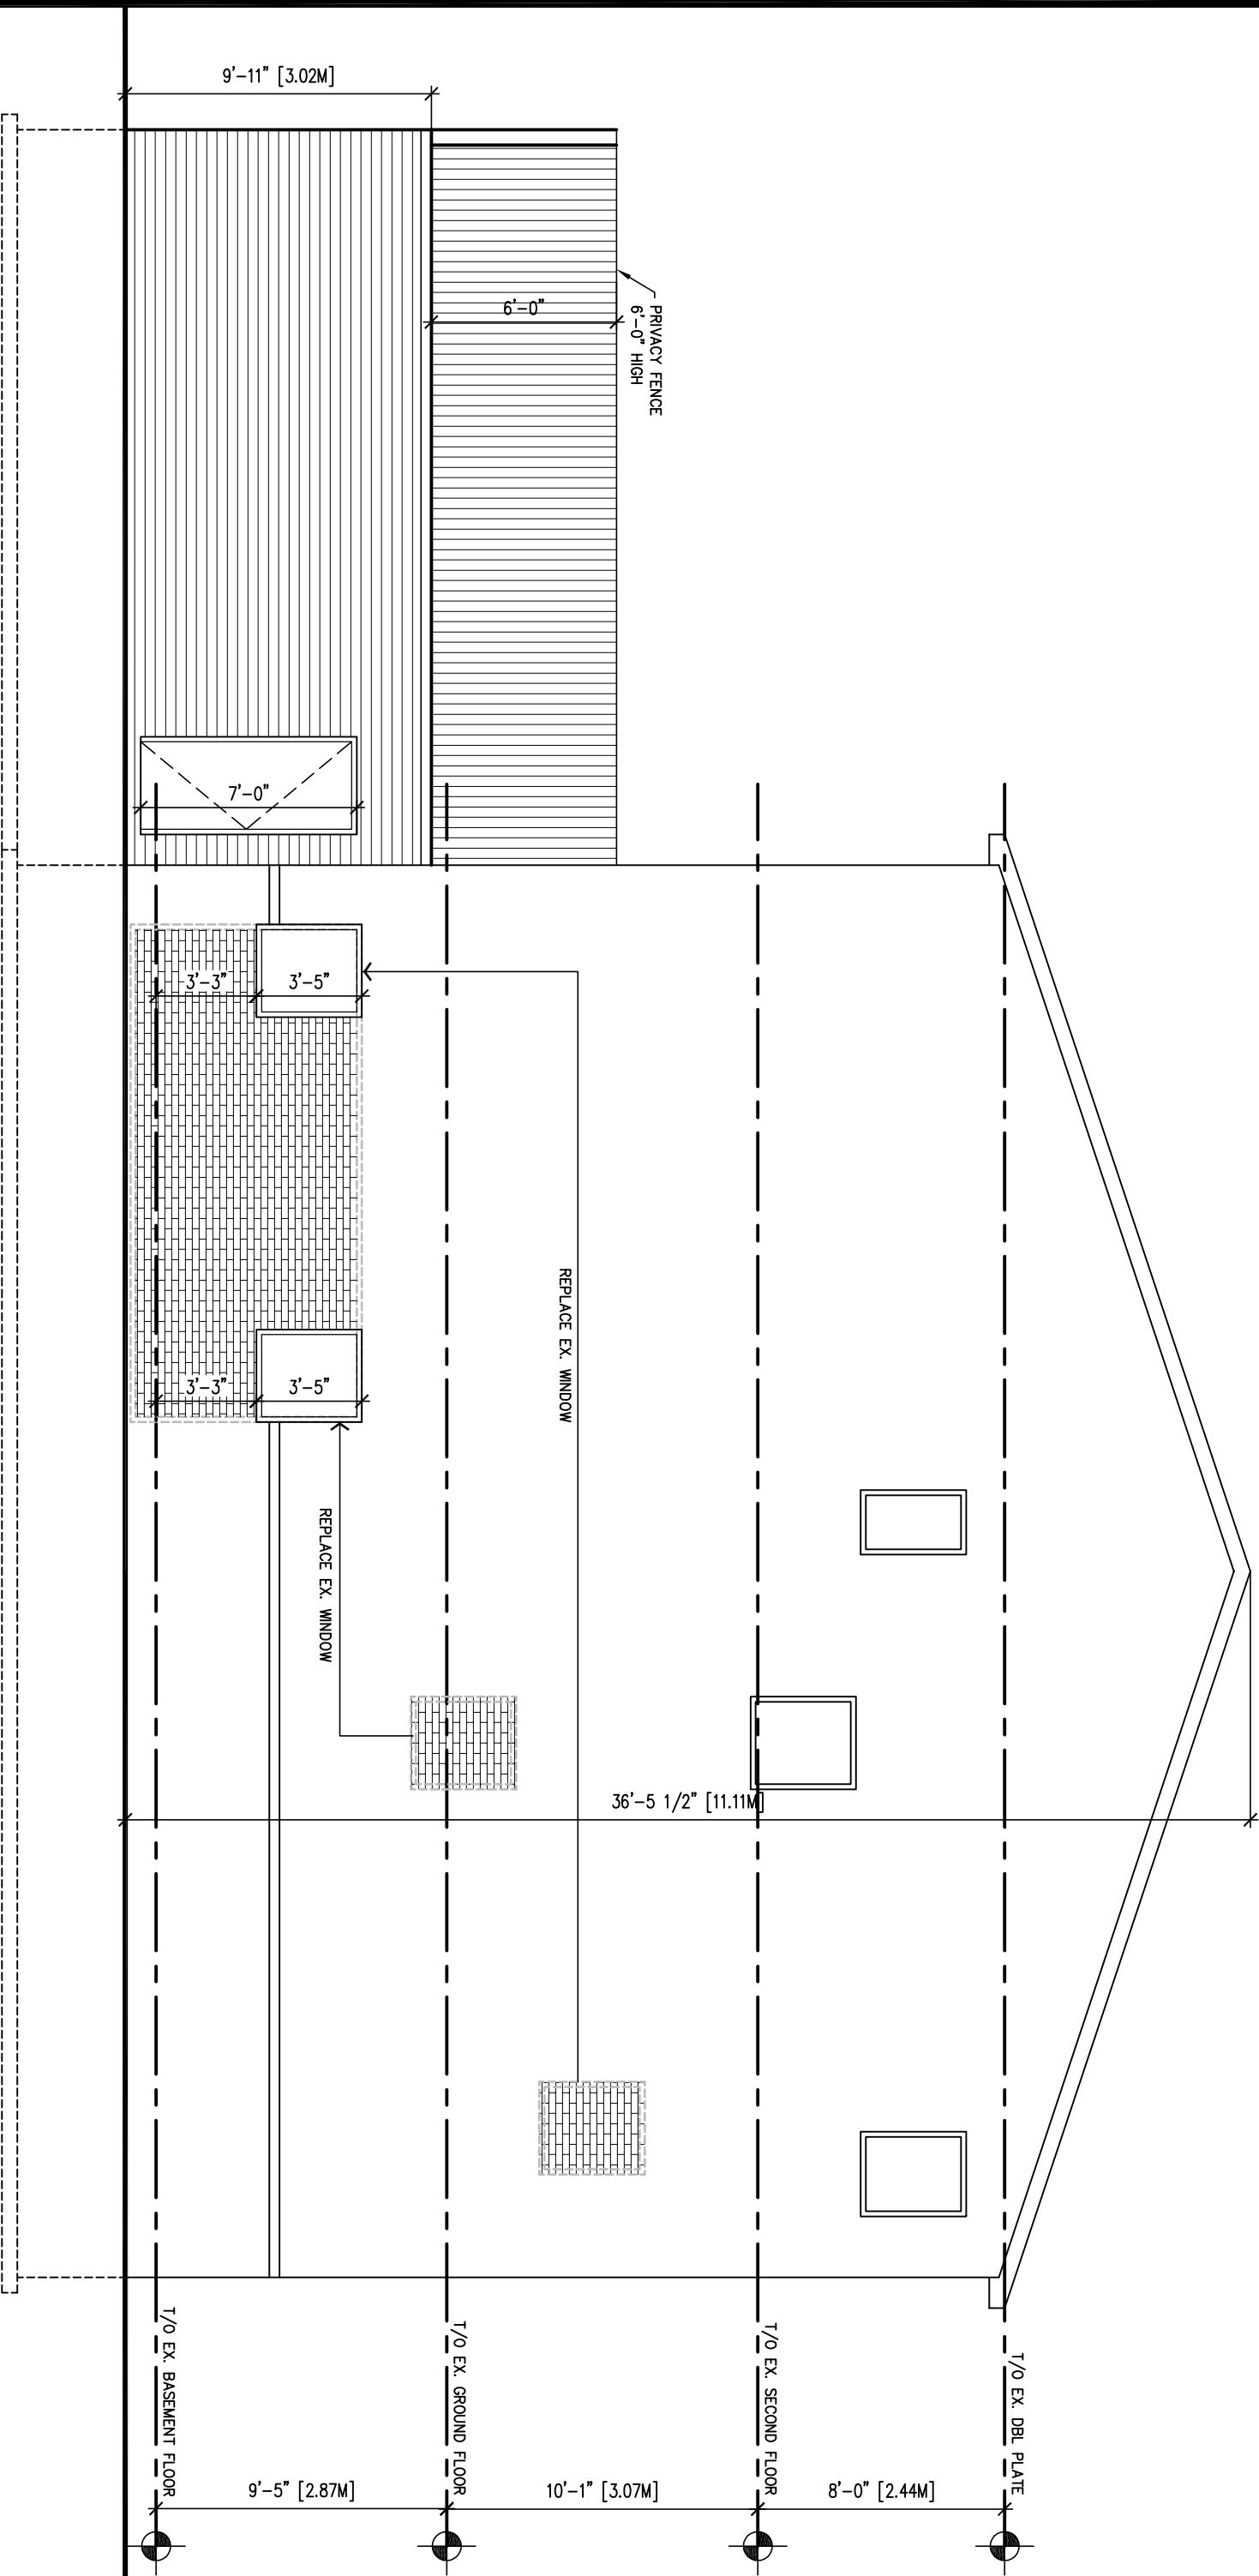 9'-11" [3.02M]
PRIVACY FENCE
6'-0" HIGH
6'-0"
7'-0"
3'-3"
3'-5"
REPLACE EX. WINDOW
3'-3"
3'-5"
REPLACE EX. WINDOW
36'-5 1/2" [11.11M]
T/O EX. BASEMENT FLOOR
T/O EX. GROUND FLOOR
T/O EX. SECOND FLOOR
T/O EX. DBL PLATE
9'-5" [2.87M]
10'-1" [3.07M]
8'-0" [2.44M]